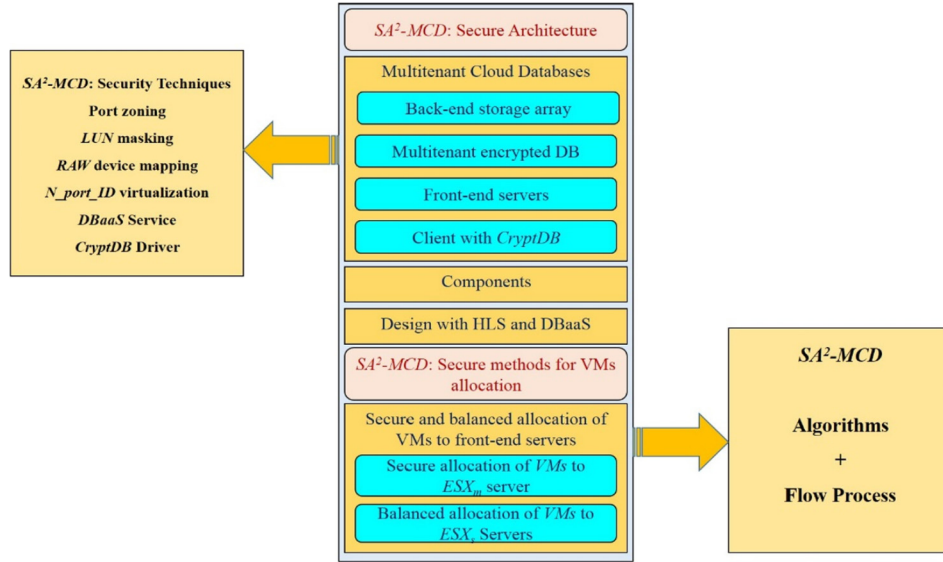 SA²-MCD: Secure Architecture
Multitenant Cloud Databases
Back-end storage array
Multitenant encrypted DB
Front-end servers
Client with CryptDB
Components
Design with HLS and DBaaS
SA²-MCD: Secure methods for VMs
allocation
Secure and balanced allocation of
VMs to front-end servers
Secure allocation of VMs to
ESXₘ server
Balanced allocation of VMs to
ESXₛ Servers
SA²-MCD: Security Techniques
Port zoning
LUN masking
RAW device mapping
N_port_ID virtualization
DBaaS Service
CryptDB Driver
SA²-MCD
Algorithms
+
Flow Process